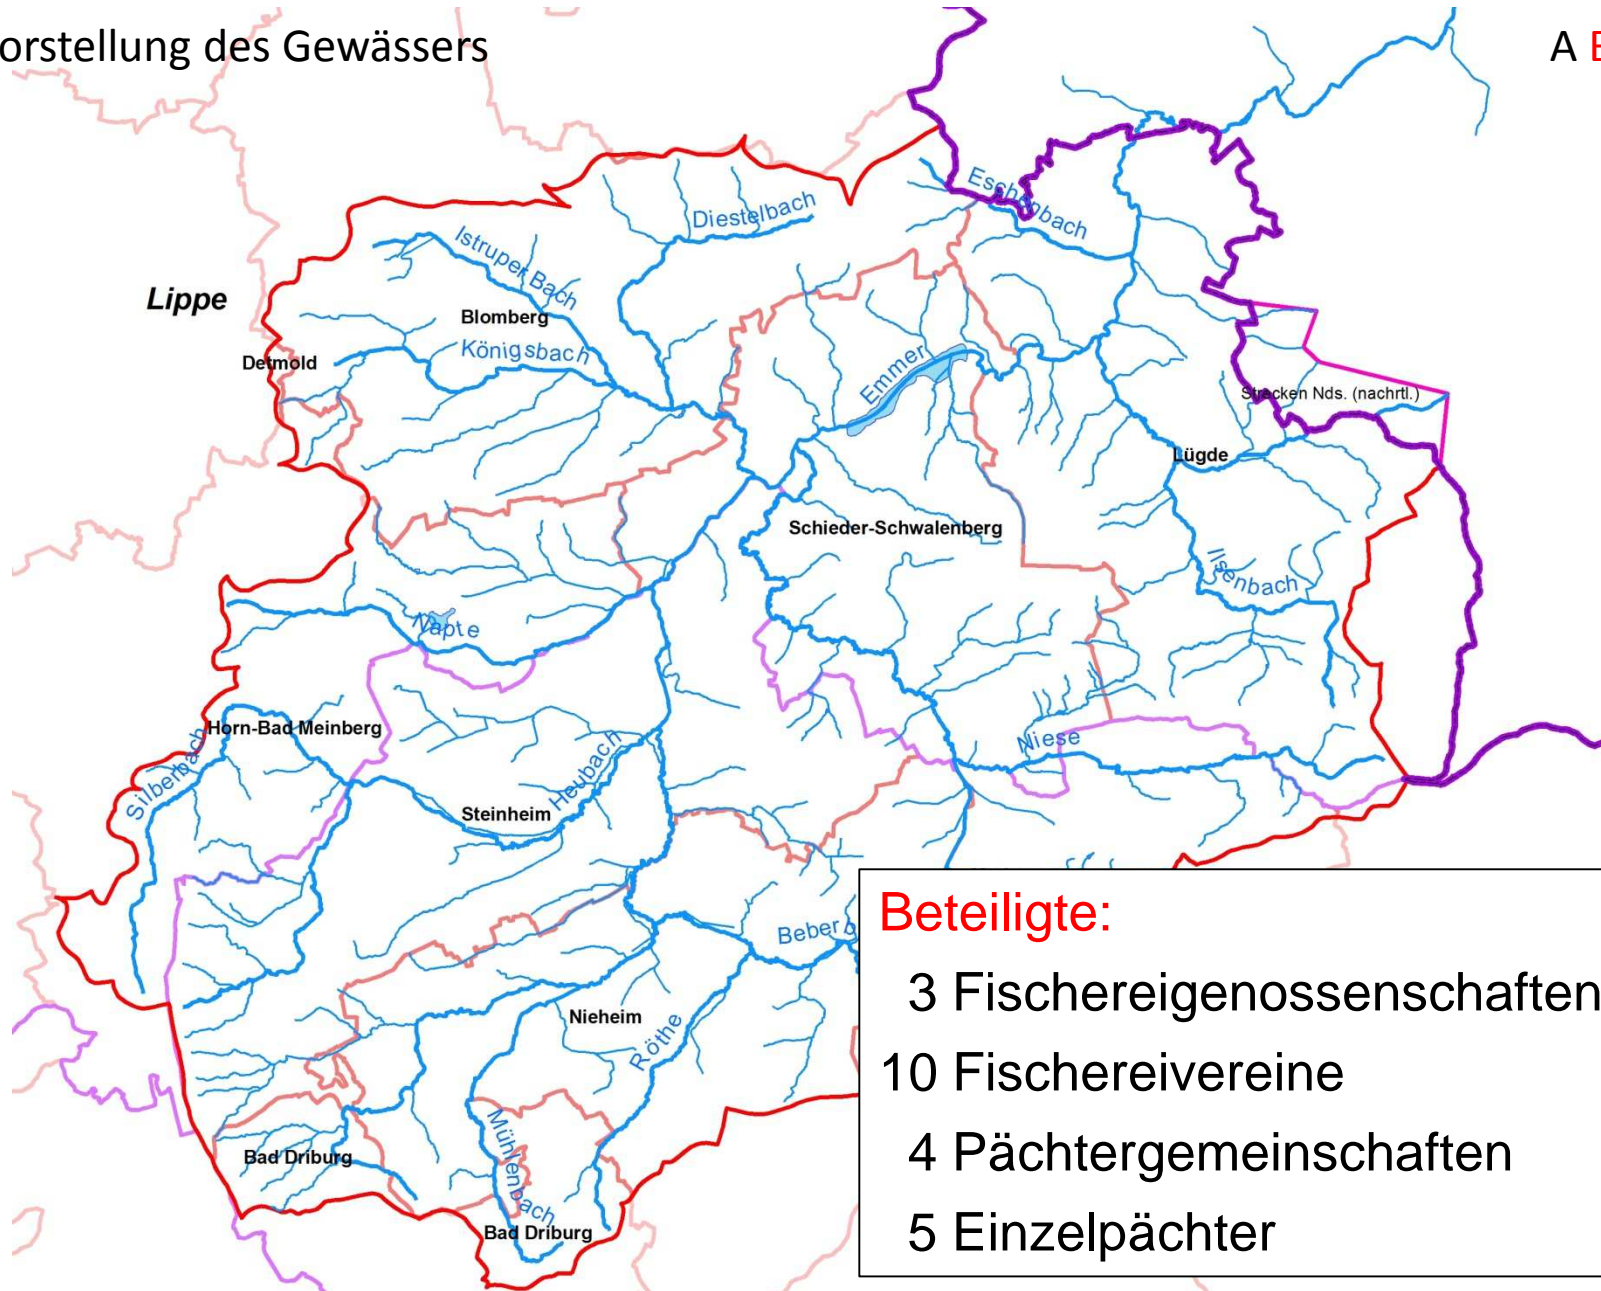 orstellung des Gewässers
A E
Eschenbach
Diestelbach
Istruper Bach
Lippe
Blomberg
Königsbach
Detmold
Emmer
Strecken Nds. (nachrtl.)
Lügde
Schieder-Schwalenberg
Ilsenbach
Napte
Horn-Bad Meinberg
Niese
Silberbach
Heubach
Steinheim
Beberb
Nieheim
Röthe
Mühlenbach
Bad Driburg
Bad Driburg
Beteiligte:
3 Fischereigenossenschaften
10 Fischereivereine
4 Pächtergemeinschaften
5 Einzelpächter